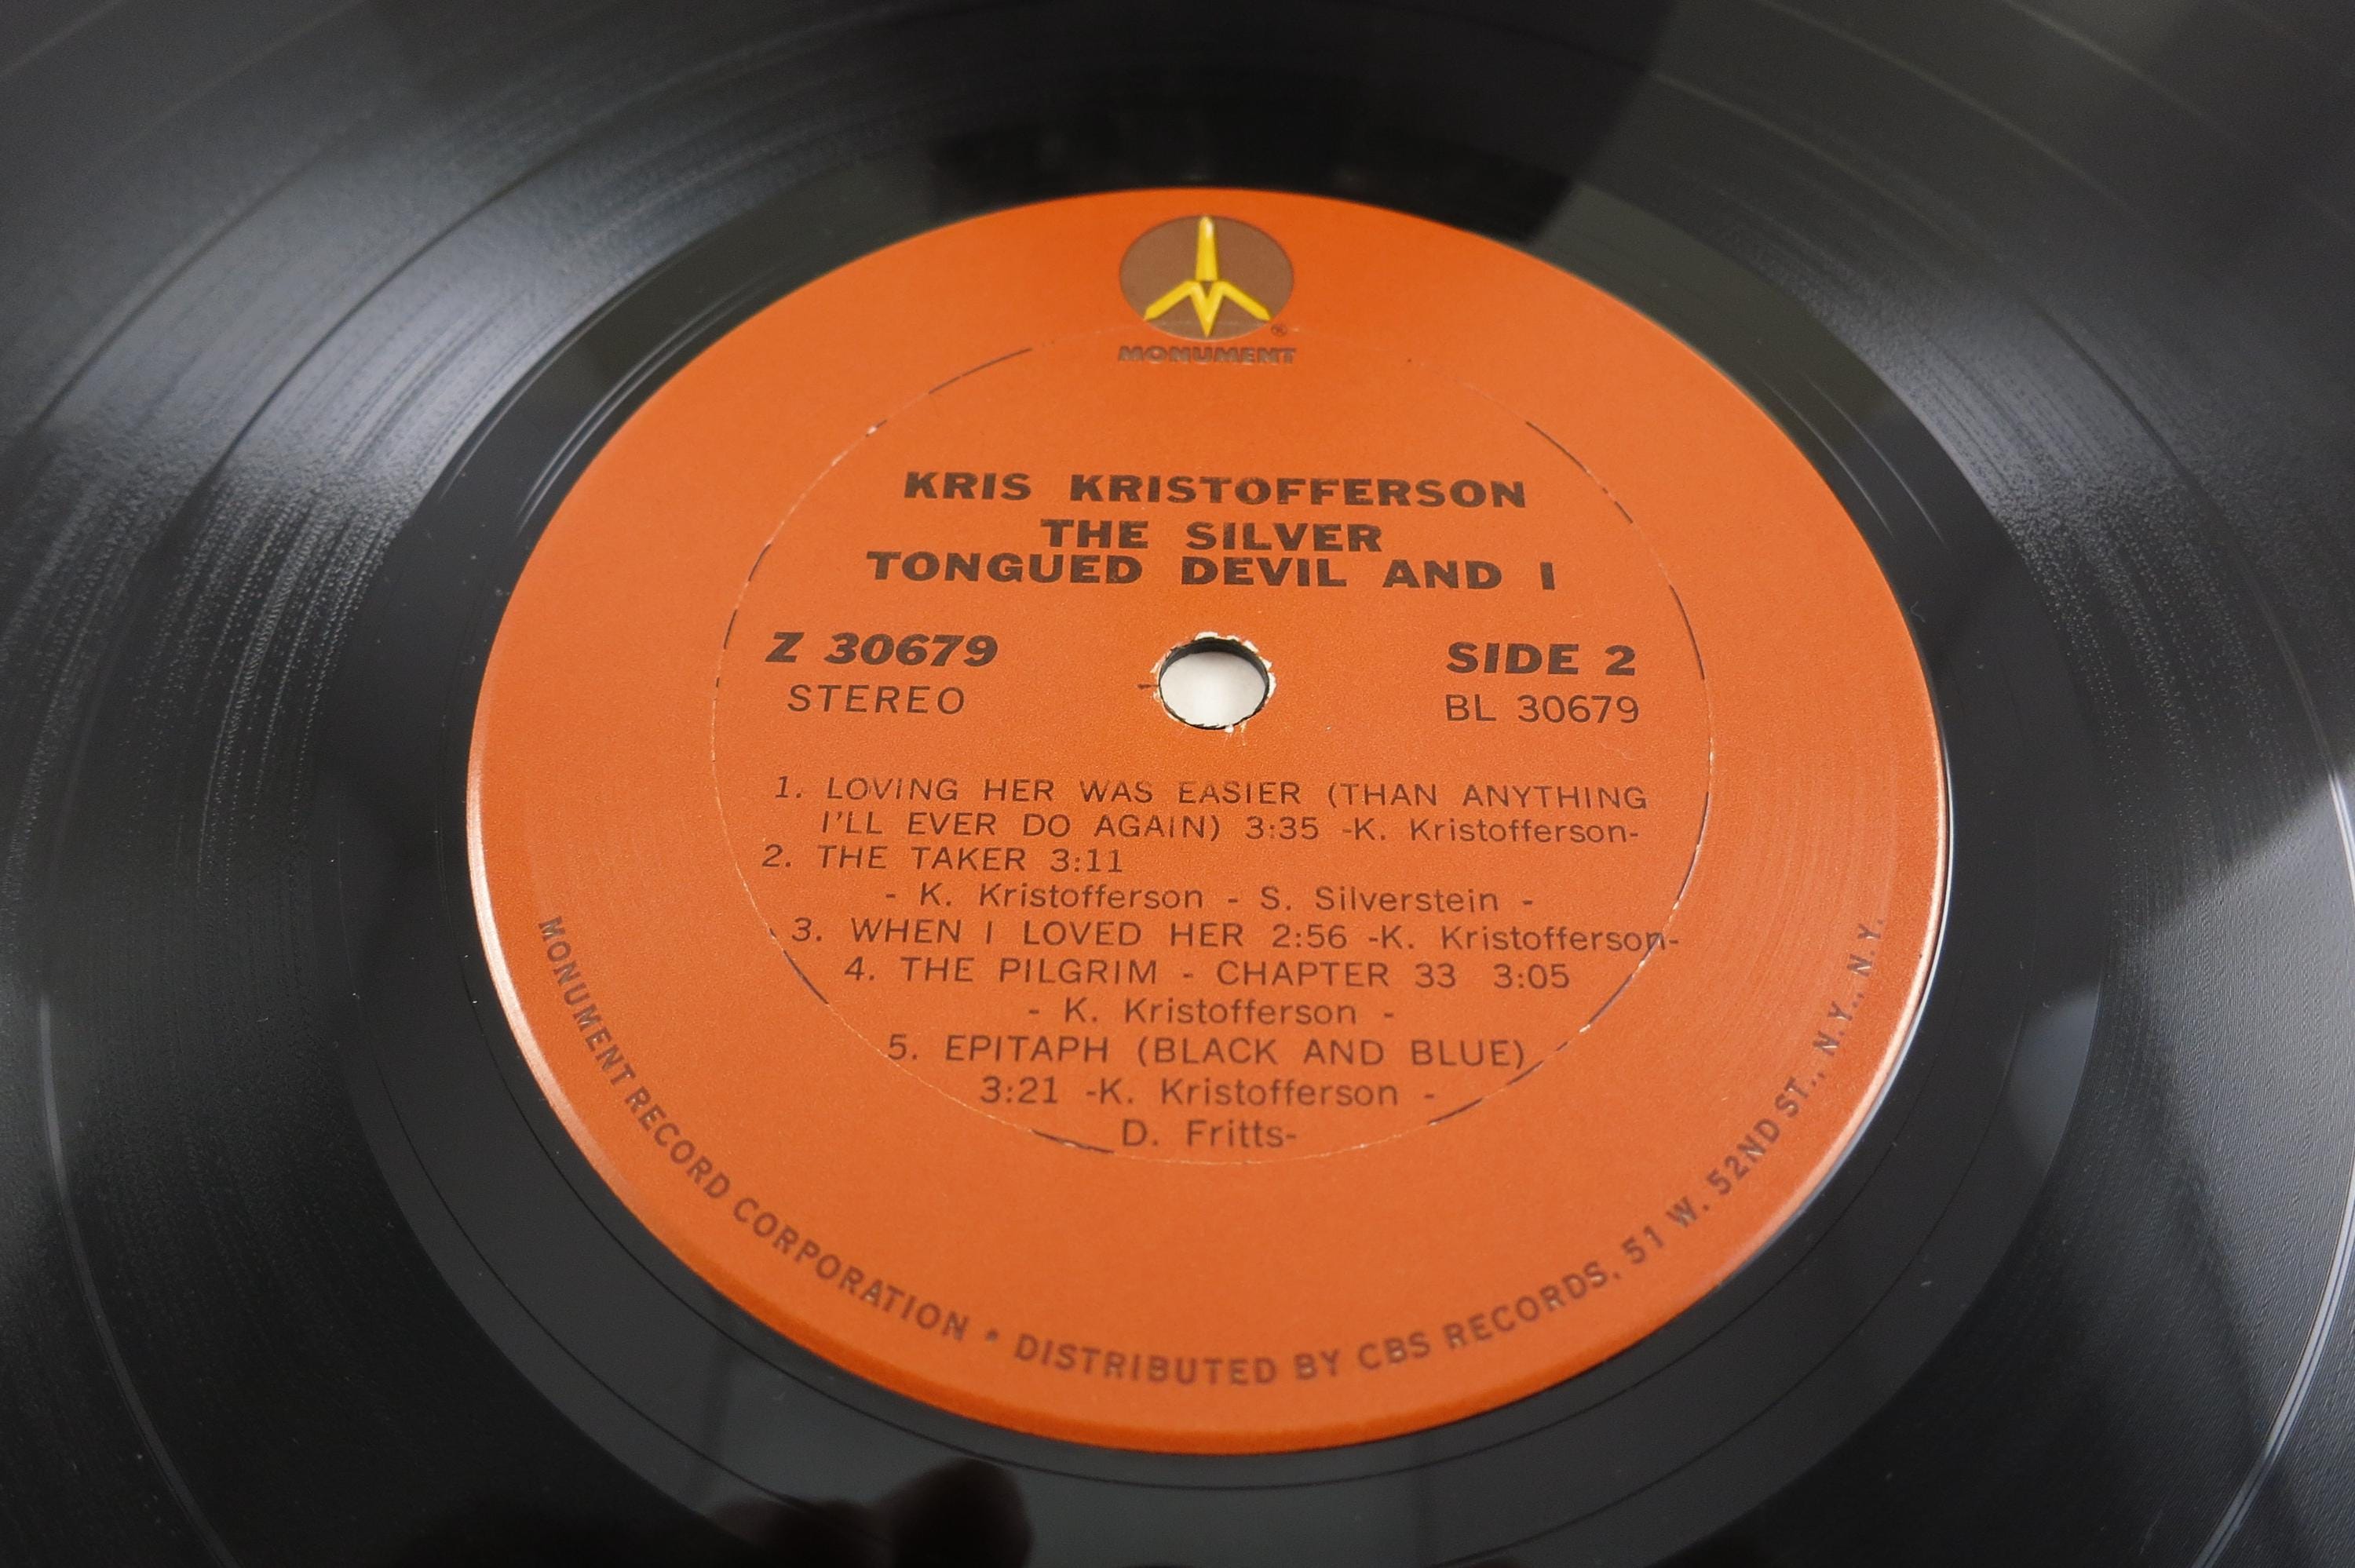 ®
MONUMENT
KRIS KRISTOFFERSON
THE SILVER
TONGUED DEVIL AND I
Z 30679
STEREO
SIDE 2
BL 30679
1. LOVING HER WAS EASIER (THAN ANYTHING
I'LL EVER DO AGAIN) 3:35 -K. Kristofferson-
2. THE TAKER 3:11
- K. Kristofferson - S. Silverstein -
3. WHEN I LOVED HER 2:56 -K. Kristofferson-
4. THE PILGRIM - CHAPTER 33 3:05
- K. Kristofferson -
5. EPITAPH (BLACK AND BLUE)
3:21 -K. Kristofferson -
D. Fritts-
MONUMENT RECORD CORPORATION • DISTRIBUTED BY CBS RECORDS. 51 W. 52ND ST., N.Y., N.Y.